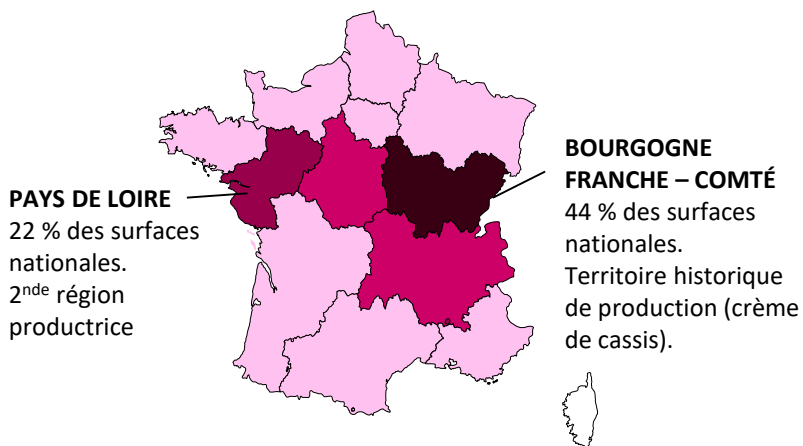 PAYS DE LOIRE
22 % des surfaces
nationales.
2nde région
productrice
BOURGOGNE
FRANCHE – COMTÉ
44 % des surfaces
nationales.
Territoire historique
de production (crème
de cassis).